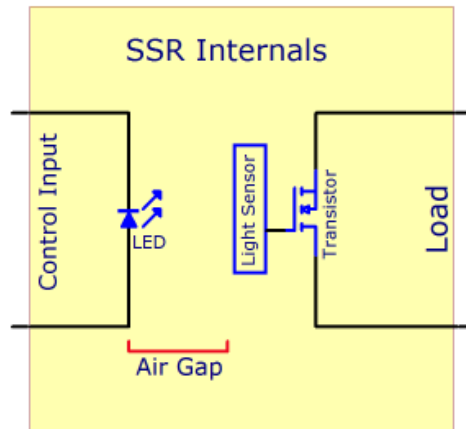 SSR Internals
Control Input
LED
Light Sensor
Transistor
Load
Air Gap